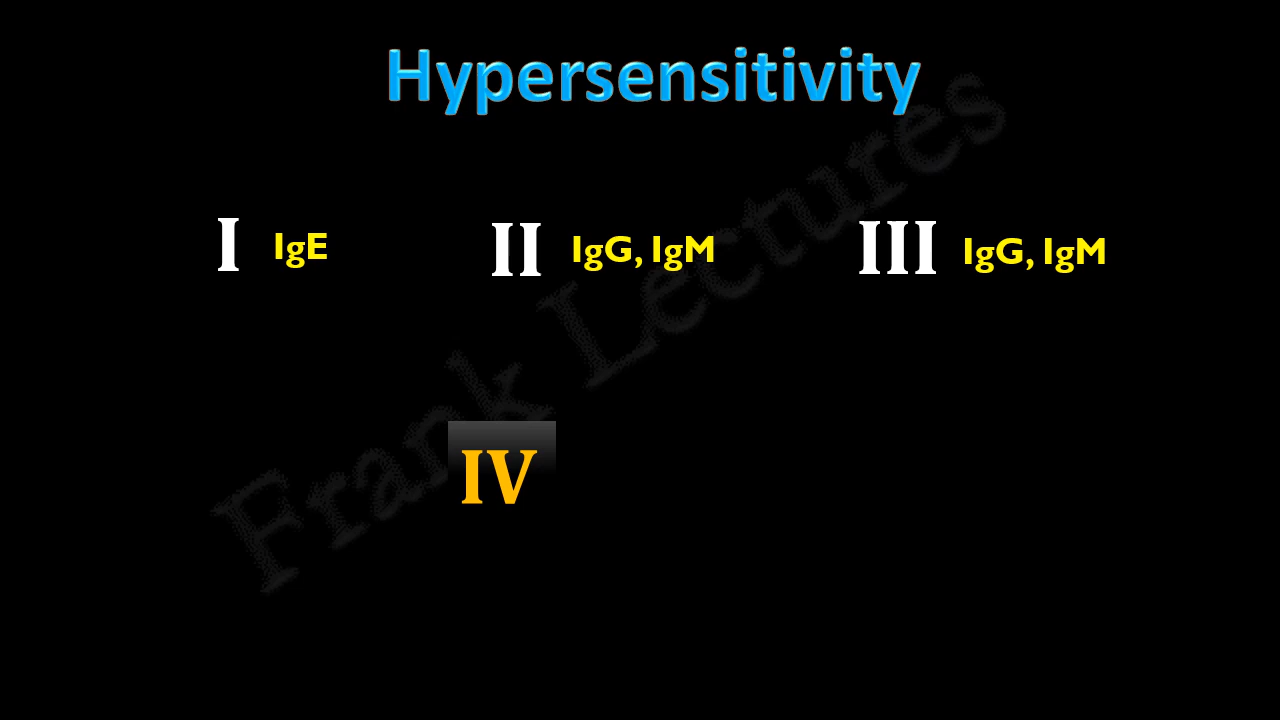 Hypersensitivity
I IgE II IgG, IgM III IgG, IgM
IV
Frank Lectures